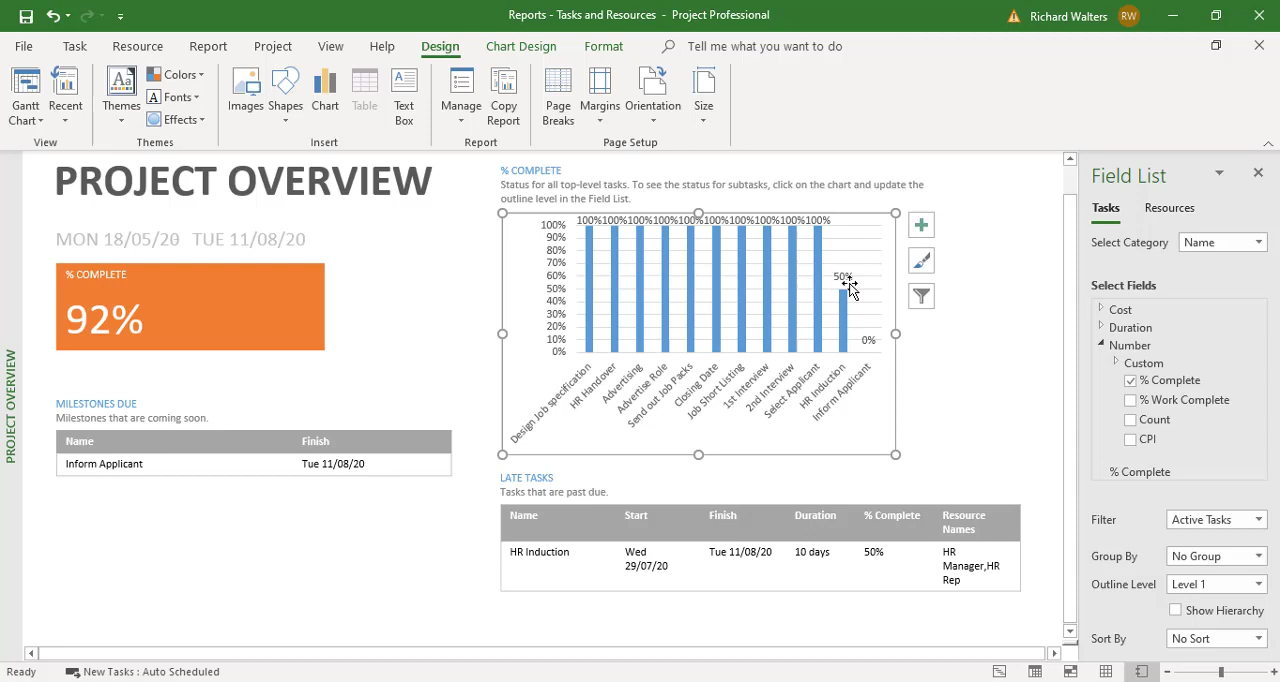 Reports - Tasks and Resources - Project Professional
Richard Walters
RW
File
Task
Resource
Report
Project
View
Help
Design
Chart Design
Format
Tell me what you want to do
Gantt
Chart
Recent
View
Themes
Colors
Fonts
Effects
Themes
Images
Shapes
Chart
Table
Text
Box
Insert
Manage
Copy
Report
Report
Page
Breaks
Margins
Orientation
Size
Page Setup
PROJECT OVERVIEW
PROJECT OVERVIEW
MON 18/05/20 TUE 11/08/20
% COMPLETE
92%
MILESTONES DUE
Milestones that are coming soon.
Name Finish
Inform Applicant Tue 11/08/20
% COMPLETE
Status for all top-level tasks. To see the status for subtasks, click on the chart and update the
outline level in the Field List.
100%
90%
80%
70%
60%
50%
40%
30%
20%
10%
0%
100%100%100%100%100%100%100%100%100%100%
50%
0%
Design Job specification
HR Handover
Advertising
Advertise Role
Send out Job Packs
Closing Date
Job Short Listing
1st Interview
2nd Interview
Select Applicant
HR Induction
Inform Applicant
LATE TASKS
Tasks that are past due.
Name Start Finish Duration % Complete Resource
Names
HR Induction Wed Tue 11/08/20 10 days 50% HR
29/07/20 Manager,HR
Rep
Field List
Tasks Resources
Select Category Name
Select Fields
Cost
Duration
Number
Custom
% Complete
% Work Complete
Count
CPI
% Complete
Filter Active Tasks
Group By No Group
Outline Level Level 1
Show Hierarchy
Sort By No Sort
Ready New Tasks : Auto Scheduled